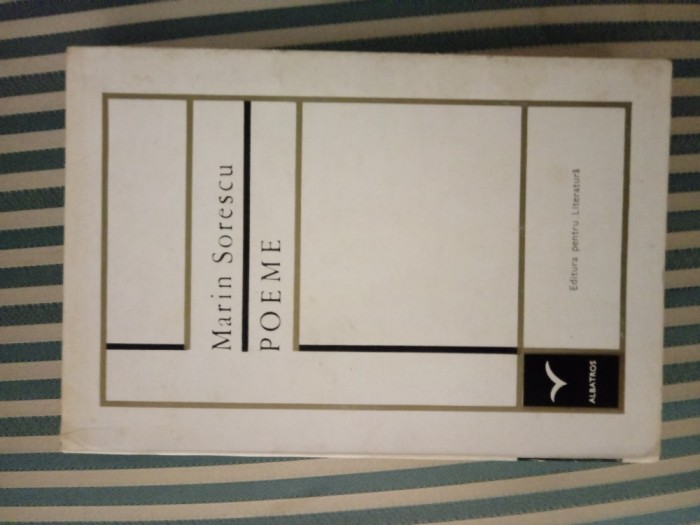 Marin Sorescu
POEME
Editura pentru Literatură
ALBATROS